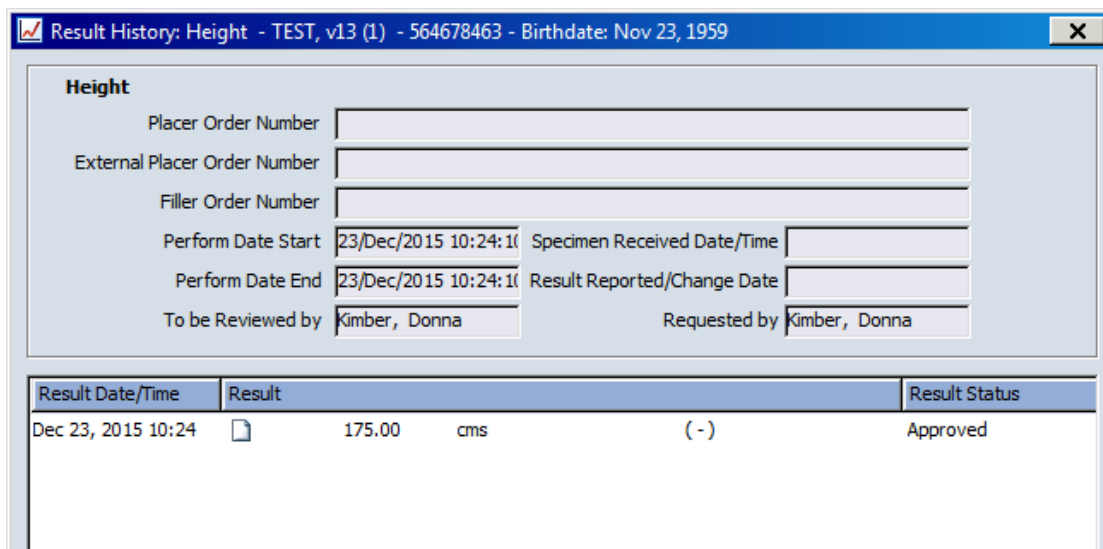 Result History: Height - TEST, v13 (1) - 564678463 - Birthdate: Nov 23, 1959
Height
Placer Order Number
External Placer Order Number
Filler Order Number
Perform Date Start 23/Dec/2015 10:24:10 Specimen Received Date/Time
Perform Date End 23/Dec/2015 10:24:10 Result Reported/Change Date
To be Reviewed by Kimber, Donna Requested by Kimber, Donna
Result Date/Time Result Result Status
Dec 23, 2015 10:24 175.00 cms (-) Approved